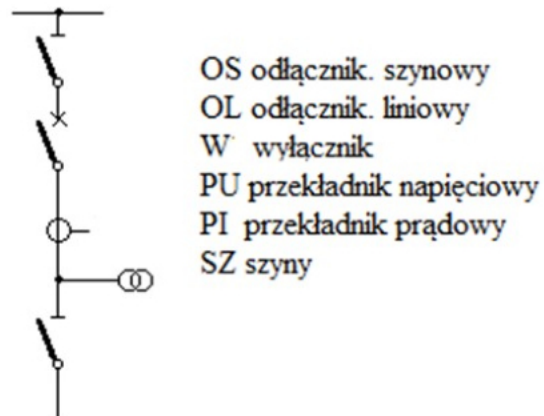 OS odłącznik. szynowy
OL odłącznik. liniowy
W wyłącznik
PU przekładnik napięciowy
PI przekładnik prądowy
SZ szyny